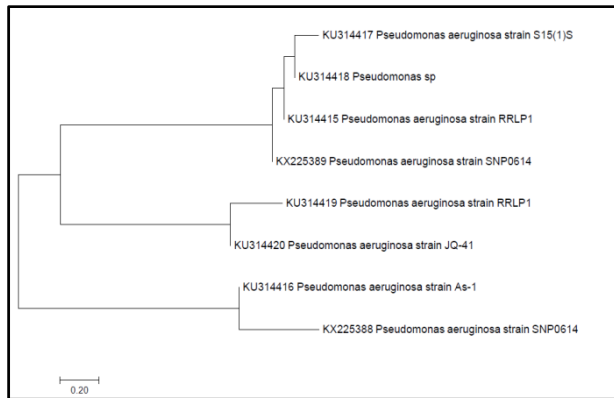 KU314417 Pseudomonas aeruginosa strain S15(1)S
KU314418 Pseudomonas sp
KU314415 Pseudomonas aeruginosa strain RRLP1
KX225389 Pseudomonas aeruginosa strain SNP0614
KU314419 Pseudomonas aeruginosa strain RRLP1
KU314420 Pseudomonas aeruginosa strain JQ-41
KU314416 Pseudomonas aeruginosa strain As-1
KX225388 Pseudomonas aeruginosa strain SNP0614
0.20